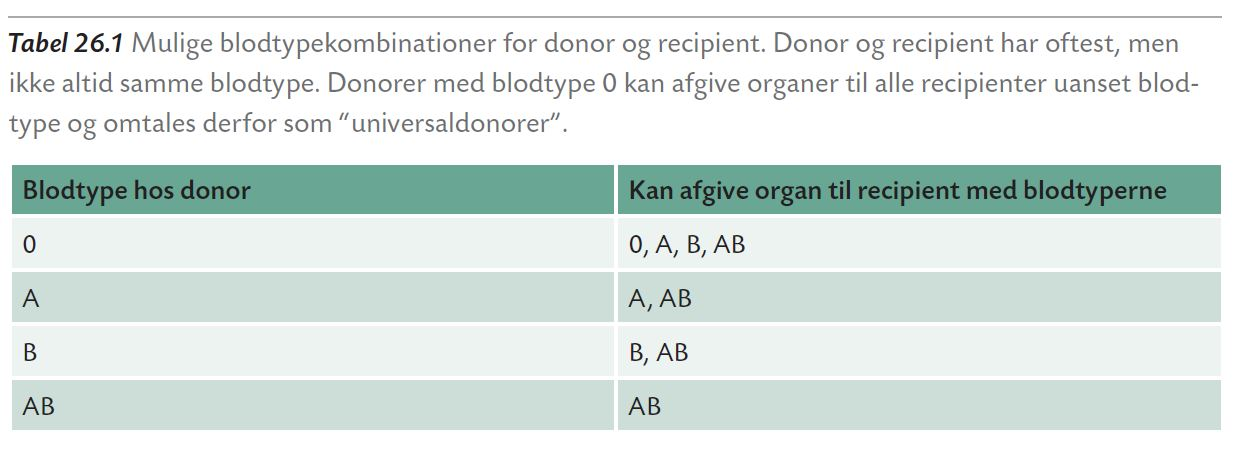 Tabel 26.1 Mulige blodtypekombinationer for donor og recipient. Donor og recipient har oftest, men
ikke altid samme blodtype. Donorer med blodtype 0 kan afgive organer til alle recipienter uanset blod-
type og omtales derfor som “universaldonorer”.
Blodtype hos donor Kan afgive organ til recipient med blodtyperne
0 0, A, B, AB
A A, AB
B B, AB
AB AB